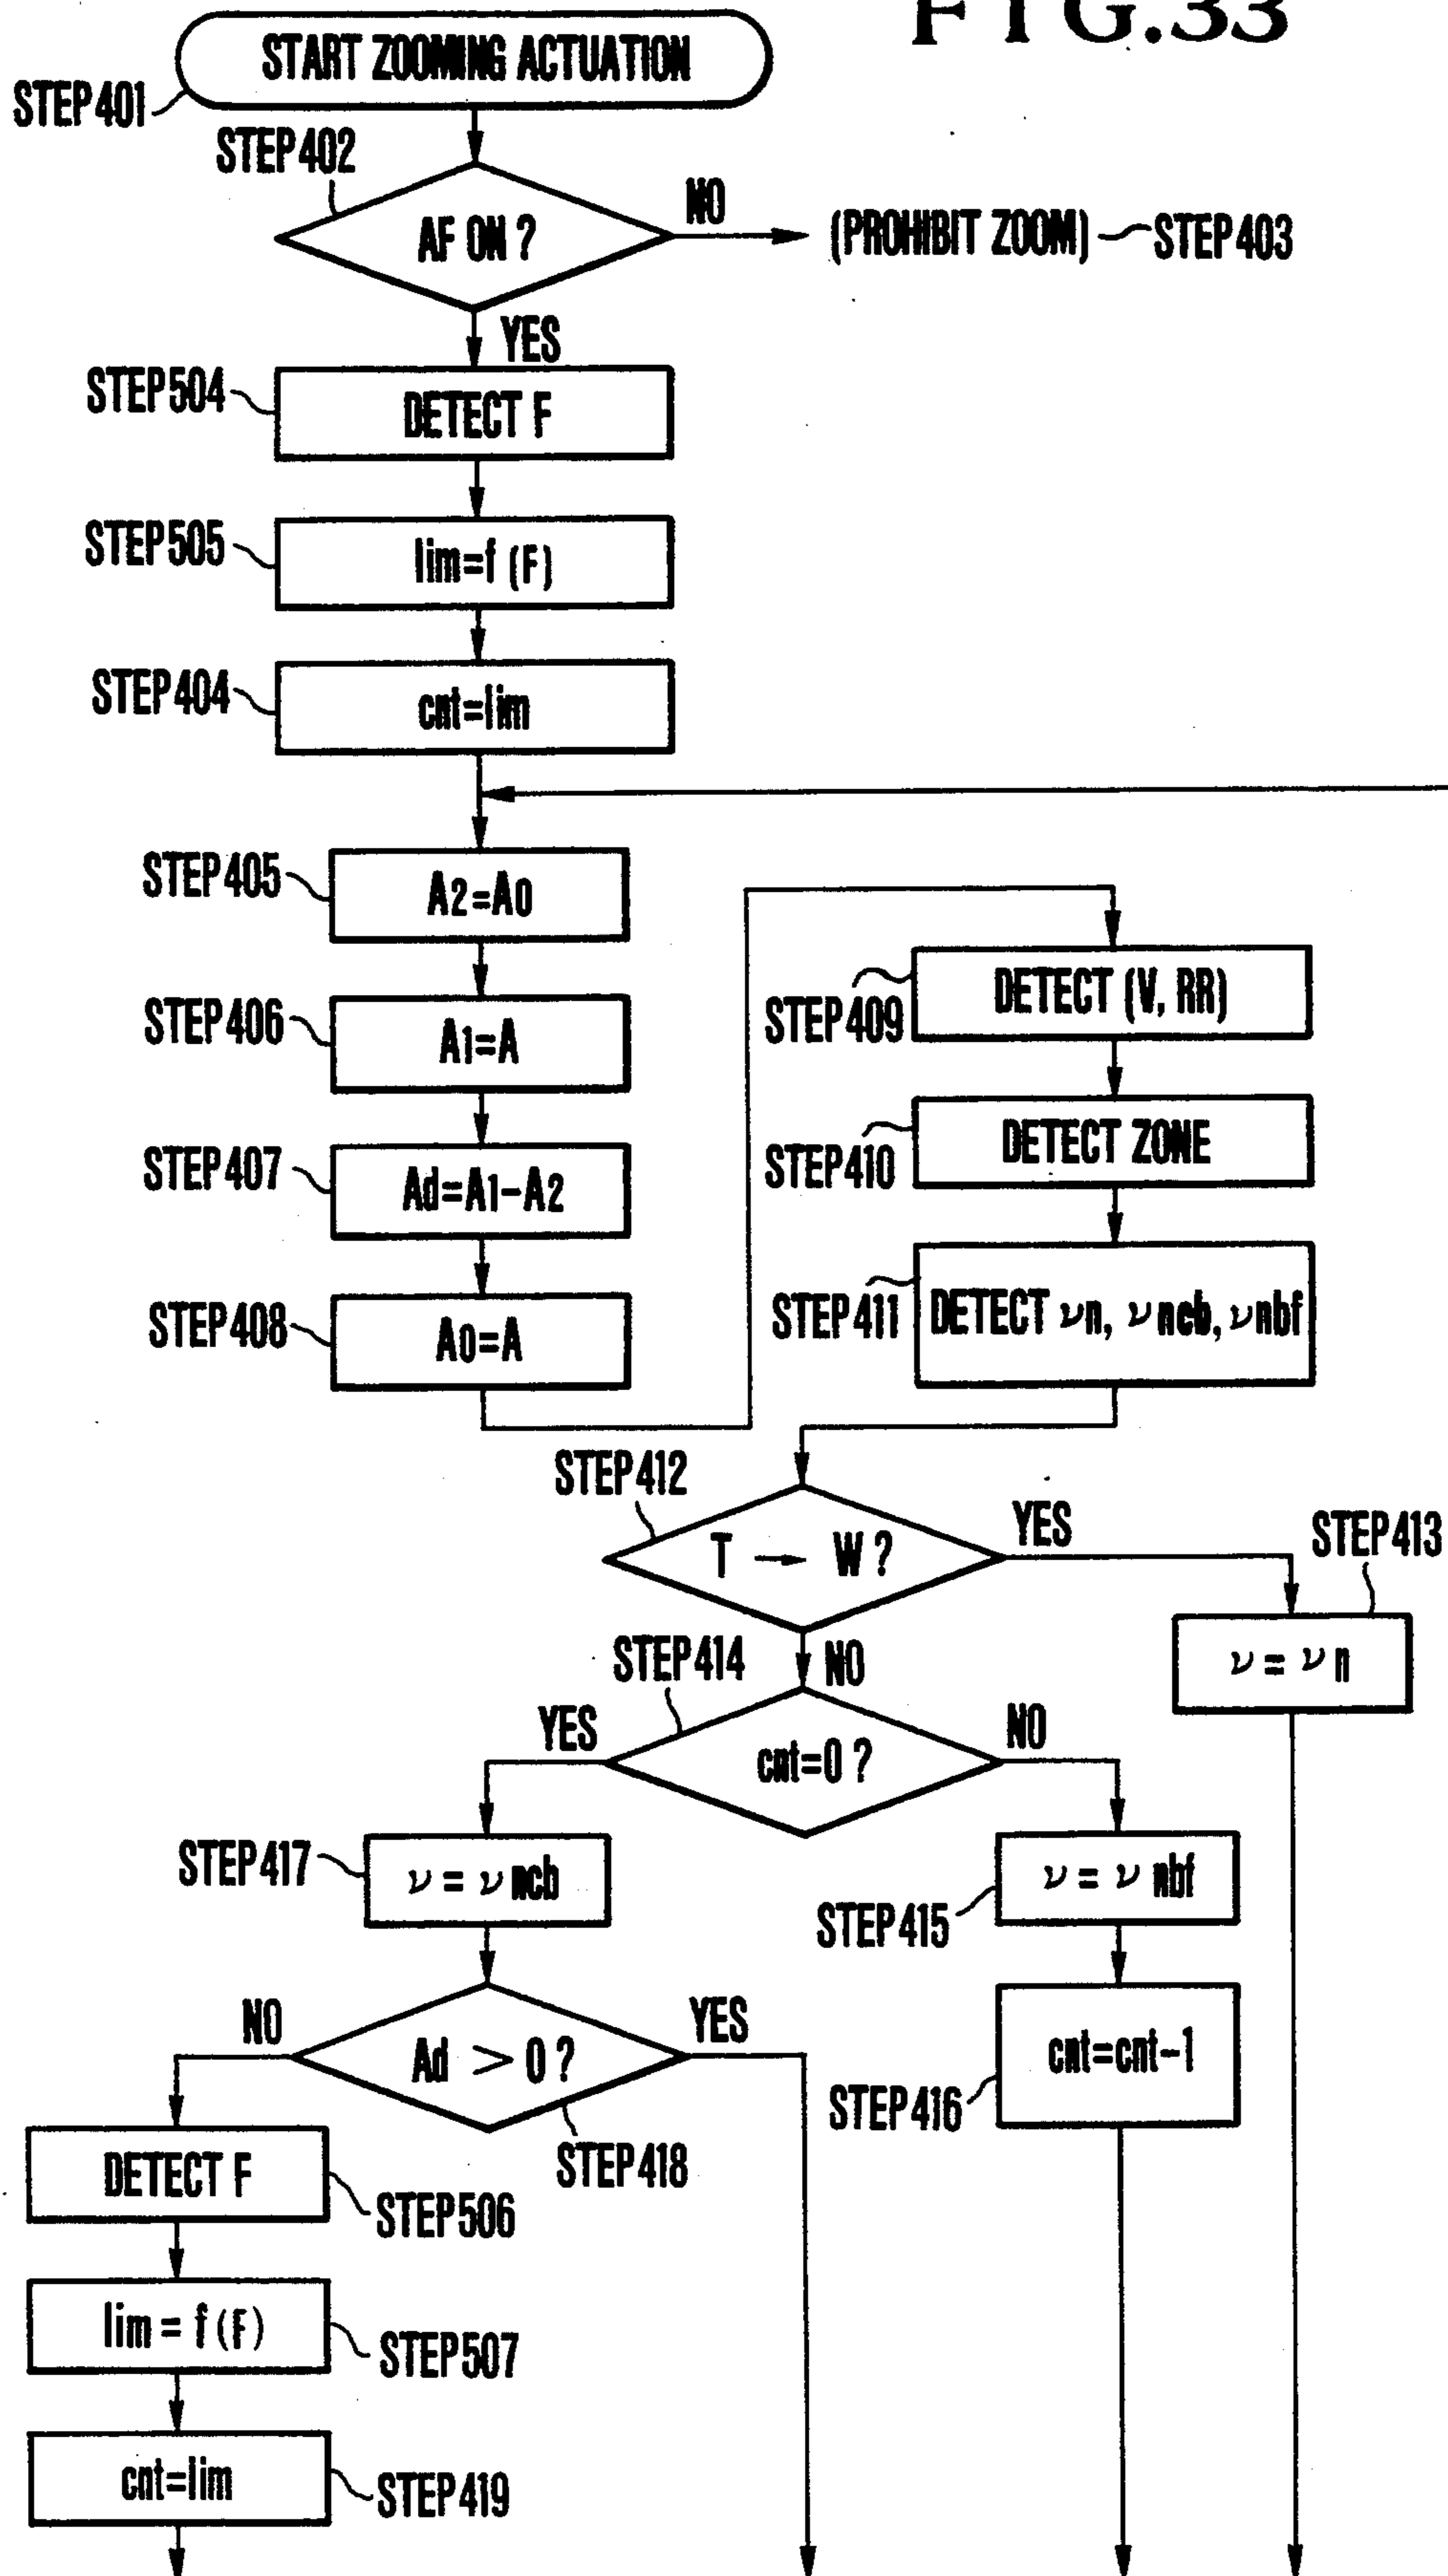 FIG.33
START ZOOMING ACTUATION
STEP401
STEP402
AF ON ?
NO
(PROHIBIT ZOOM)
STEP403
YES
STEP504
DETECT F
STEP505
lim=f (F)
STEP404
cnt=lim
STEP405
A2=A0
STEP406
A1=A
STEP407
Ad=A1-A2
STEP408
A0=A
STEP409
DETECT (V, RR)
STEP410
DETECT ZONE
STEP411
DETECT νn, νncb, νnbf
STEP412
T → W ?
YES
STEP413
ν = νn
NO
STEP414
cnt=0 ?
YES
NO
STEP417
ν = νncb
STEP415
ν = νnbf
STEP416
cnt=cnt-1
NO
Ad > 0 ?
YES
STEP418
DETECT F
STEP506
lim = f (F)
STEP507
cnt=lim
STEP419